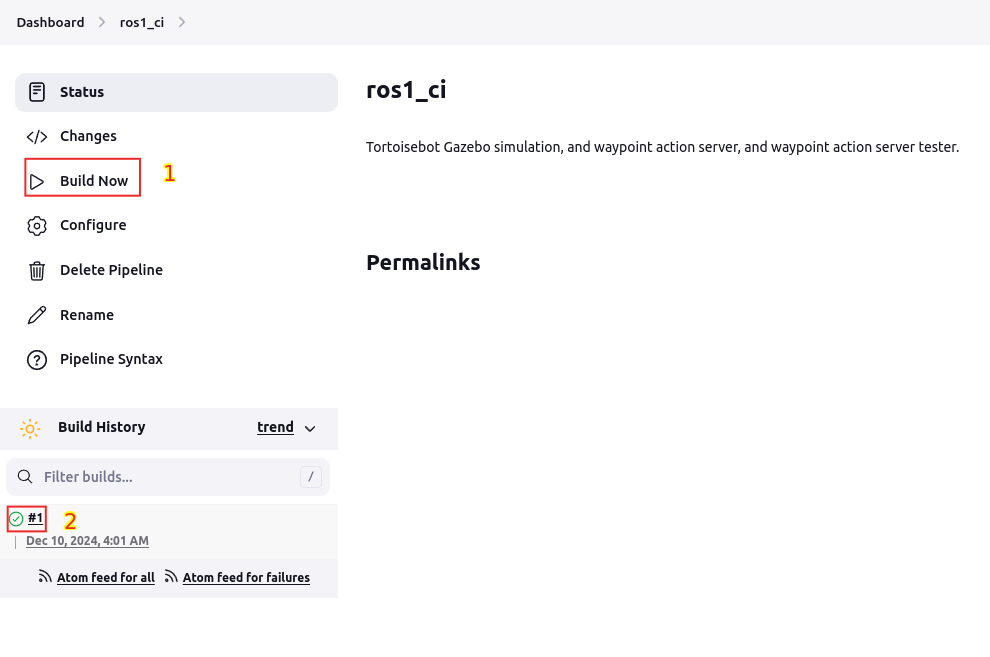 Dashboard > ros1_ci >
Status
Changes
Build Now
1
Configure
Delete Pipeline
Rename
Pipeline Syntax
Build History trend
Filter builds... /
#1
2
Dec 10, 2024, 4:01 AM
Atom feed for all Atom feed for failures
ros1_ci
Tortoisebot Gazebo simulation, and waypoint action server, and waypoint action server tester.
Permalinks